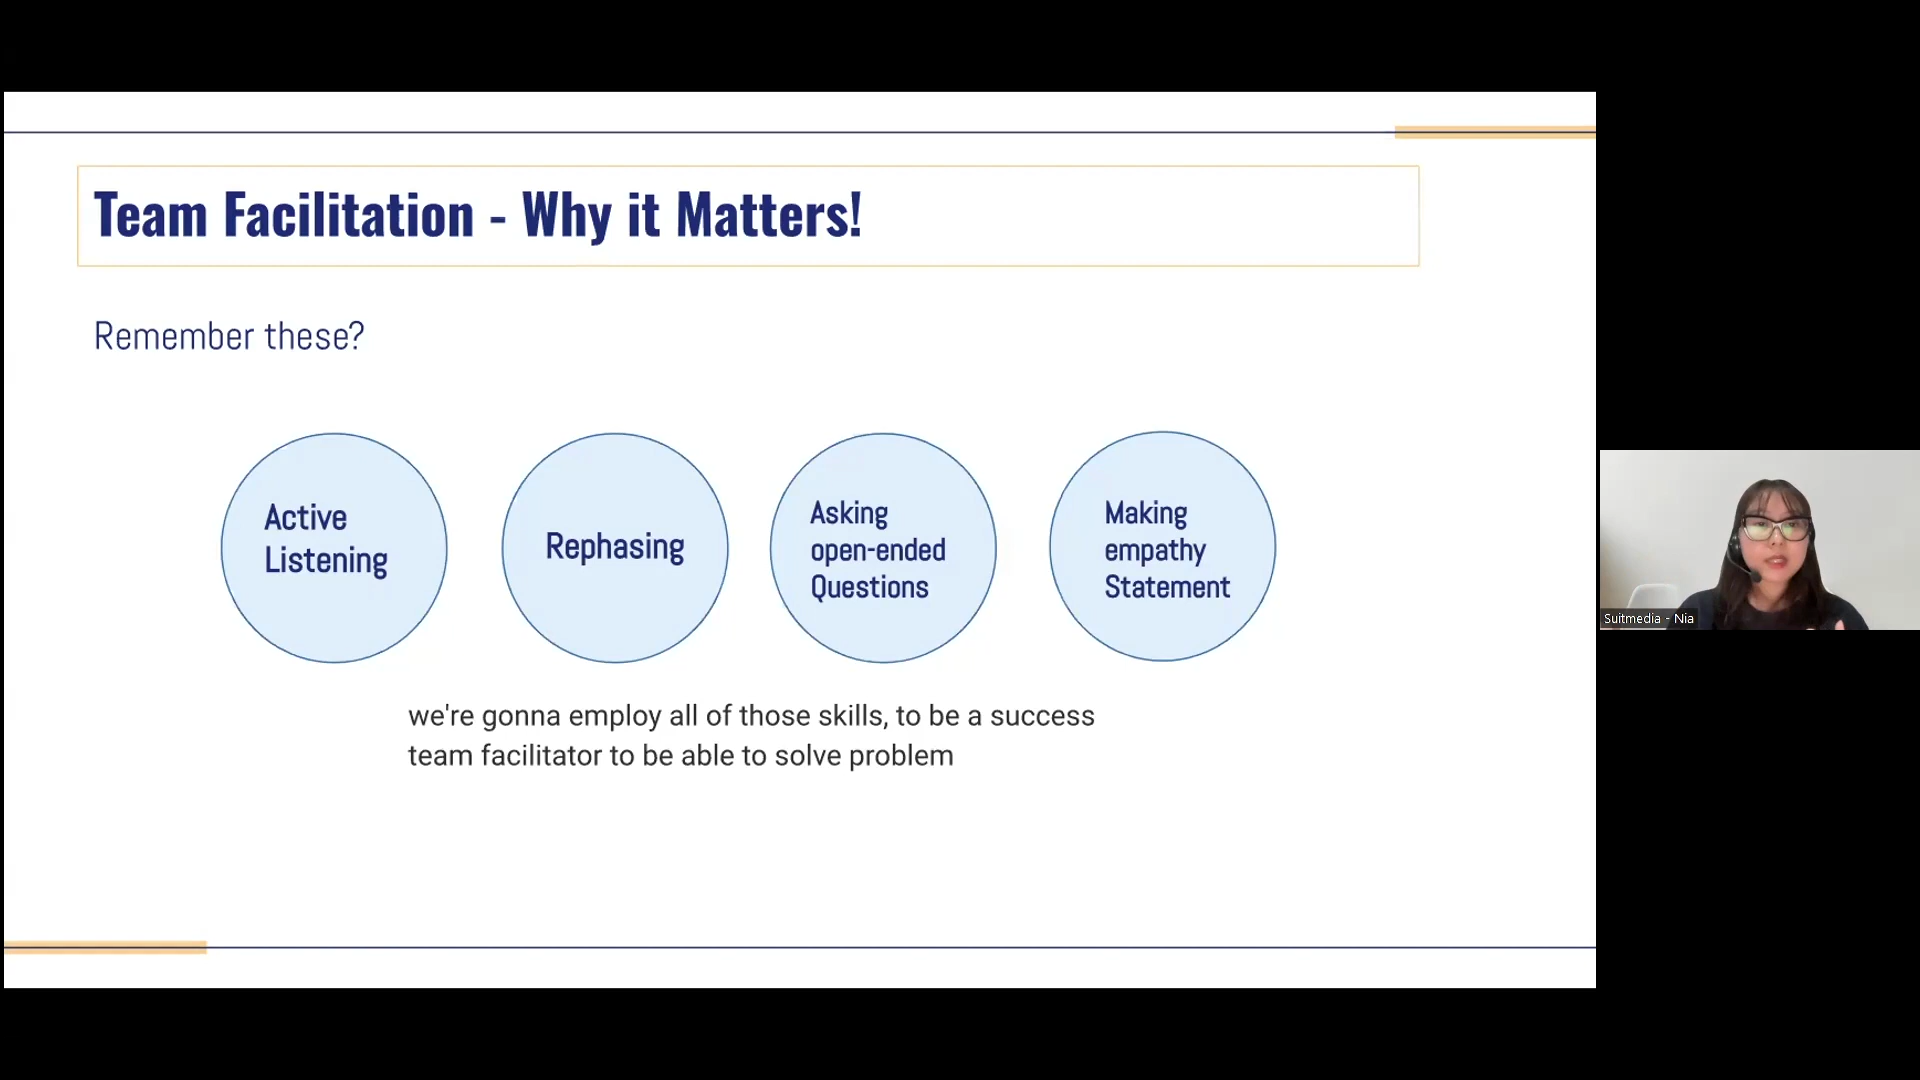 Team Facilitation - Why it Matters!
Remember these?
Active
Listening
Rephasing
Asking
open-ended
Questions
Making
empathy
Statement
we're gonna employ all of those skills, to be a success
team facilitator to be able to solve problem
Suitmedia - Nia